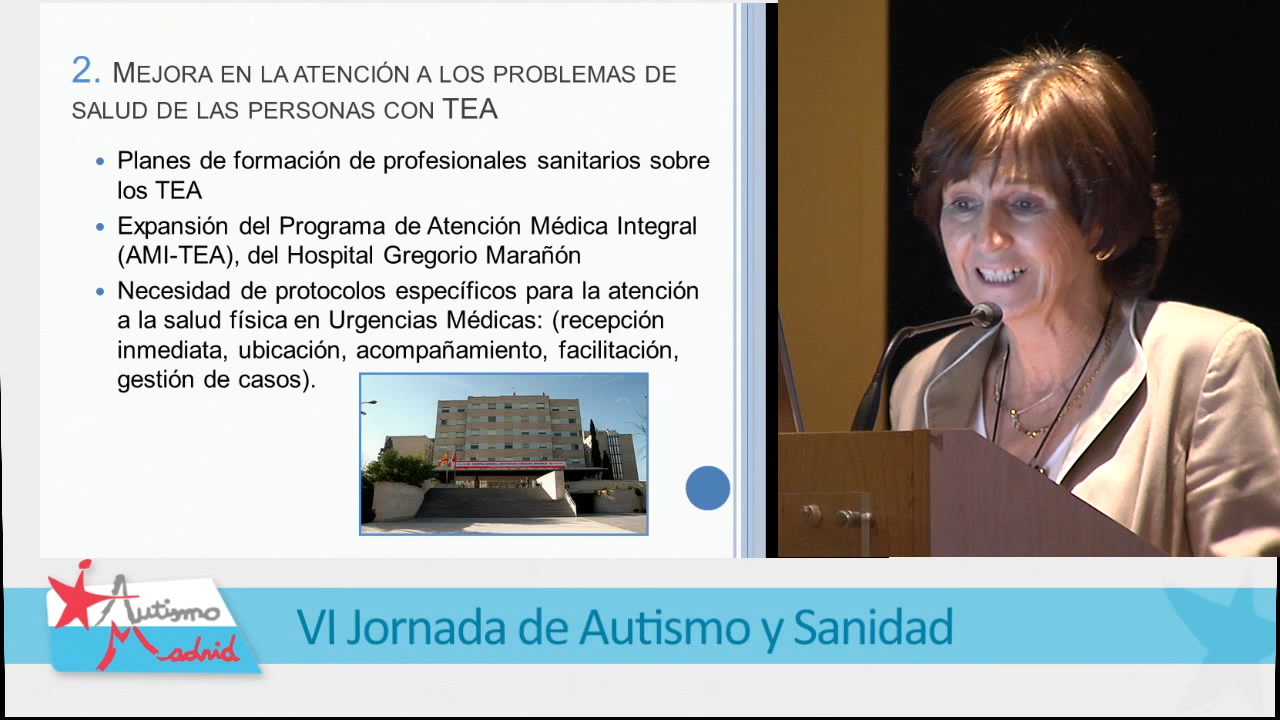 2. MEJORA EN LA ATENCIÓN A LOS PROBLEMAS DE
SALUD DE LAS PERSONAS CON TEA
• Planes de formación de profesionales sanitarios sobre
los TEA
• Expansión del Programa de Atención Médica Integral
(AMI-TEA), del Hospital Gregorio Marañón
• Necesidad de protocolos específicos para la atención
a la salud física en Urgencias Médicas: (recepción
inmediata, ubicación, acompañamiento, facilitación,
gestión de casos).
Autismo
Madrid
VI Jornada de Autismo y Sanidad